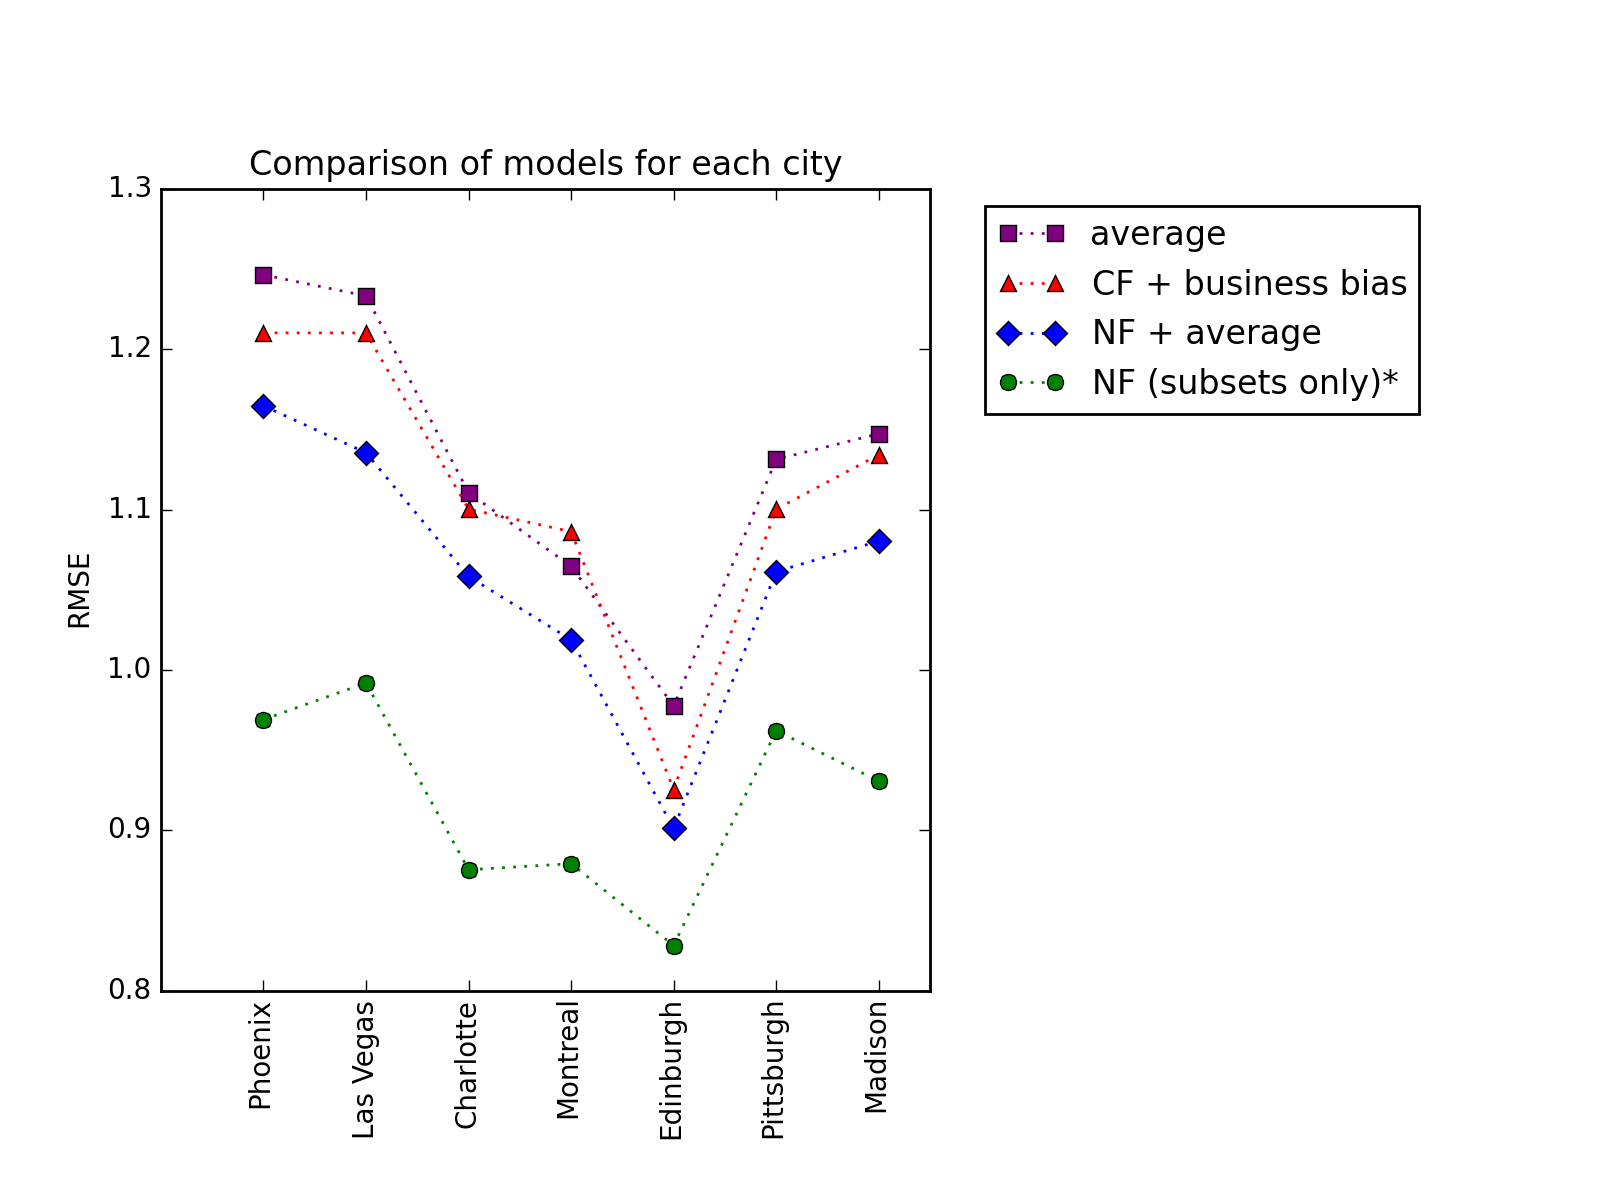 Comparison of models for each city
1.3
1.2
1.1
1.0
0.9
0.8
RMSE
Phoenix
Las Vegas
Charlotte
Montreal
Edinburgh
Pittsburgh
Madison
average
CF + business bias
NF + average
NF (subsets only)*